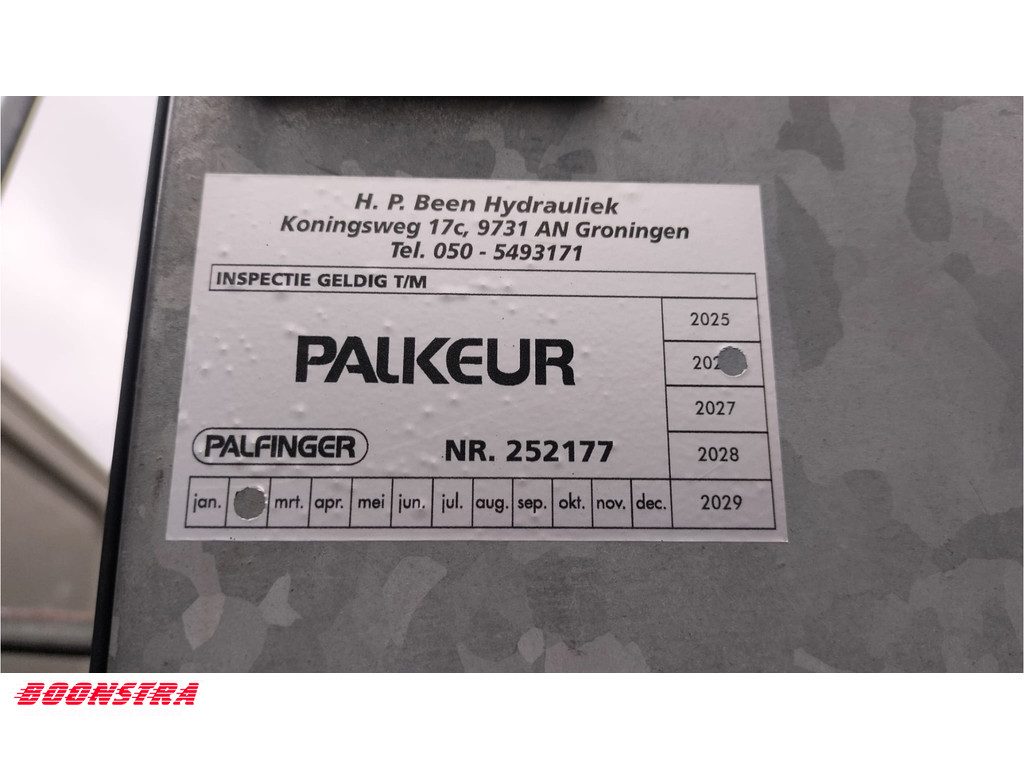 H. P. Been Hydrauliek
Koningsweg 17c, 9731 AN Groningen
Tel. 050 - 5493171
INSPECTIE GELDIG T/M
2025
PALKEUR
2027
PALFINGER NR. 252177
2028
jan. mrt. apr. mei jun. jul. aug. sep. okt. nov. dec. 2029
BOONSTRA